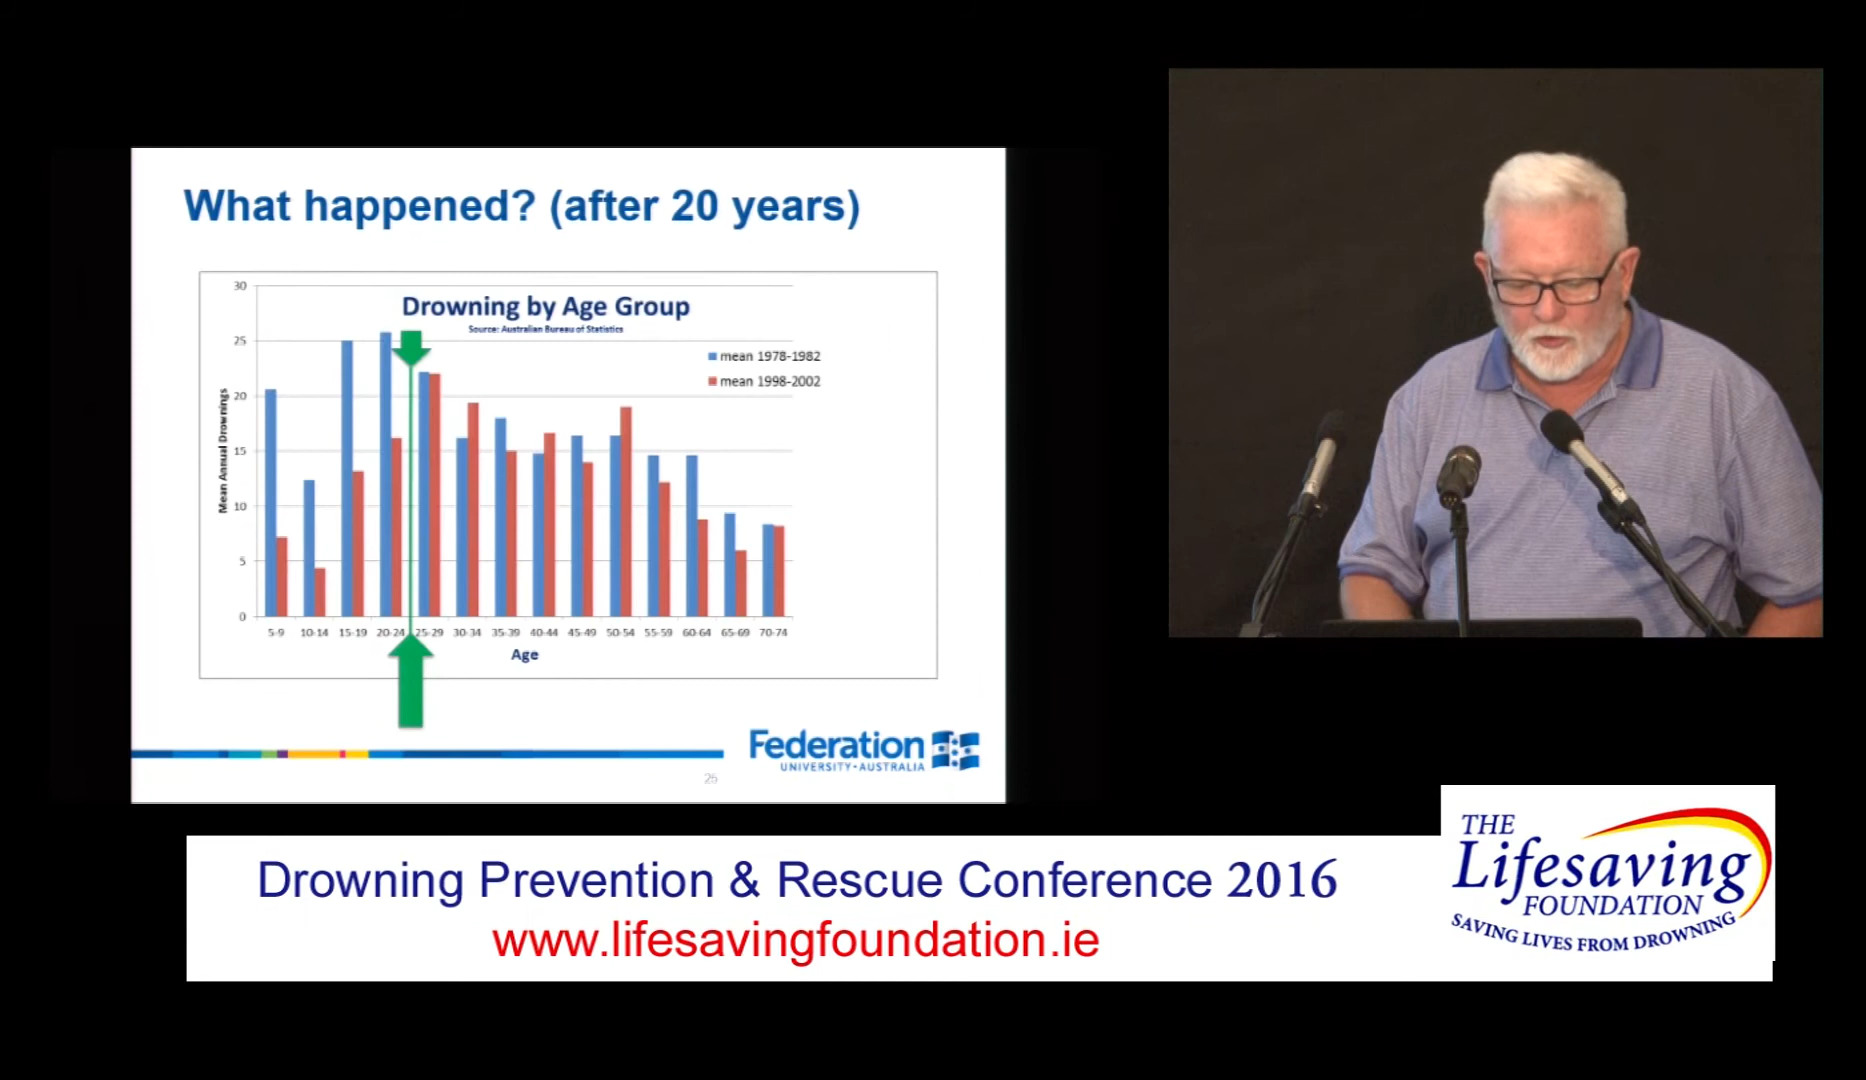 What happened? (after 20 years)
Drowning by Age Group
Source: Australian Bureau of Statistics
mean 1978-1982
mean 1998-2002
Mean Annual Drownings
30
25
20
15
10
5
0
5-9 10-14 15-19 20-24 25-29 30-34 35-39 40-44 45-49 50-54 55-59 60-64 65-69 70-74
Age
Federation
UNIVERSITY • AUSTRALIA
25
Drowning Prevention & Rescue Conference 2016
www.lifesavingfoundation.ie
THE
Lifesaving
FOUNDATION
SAVING LIVES FROM DROWNING